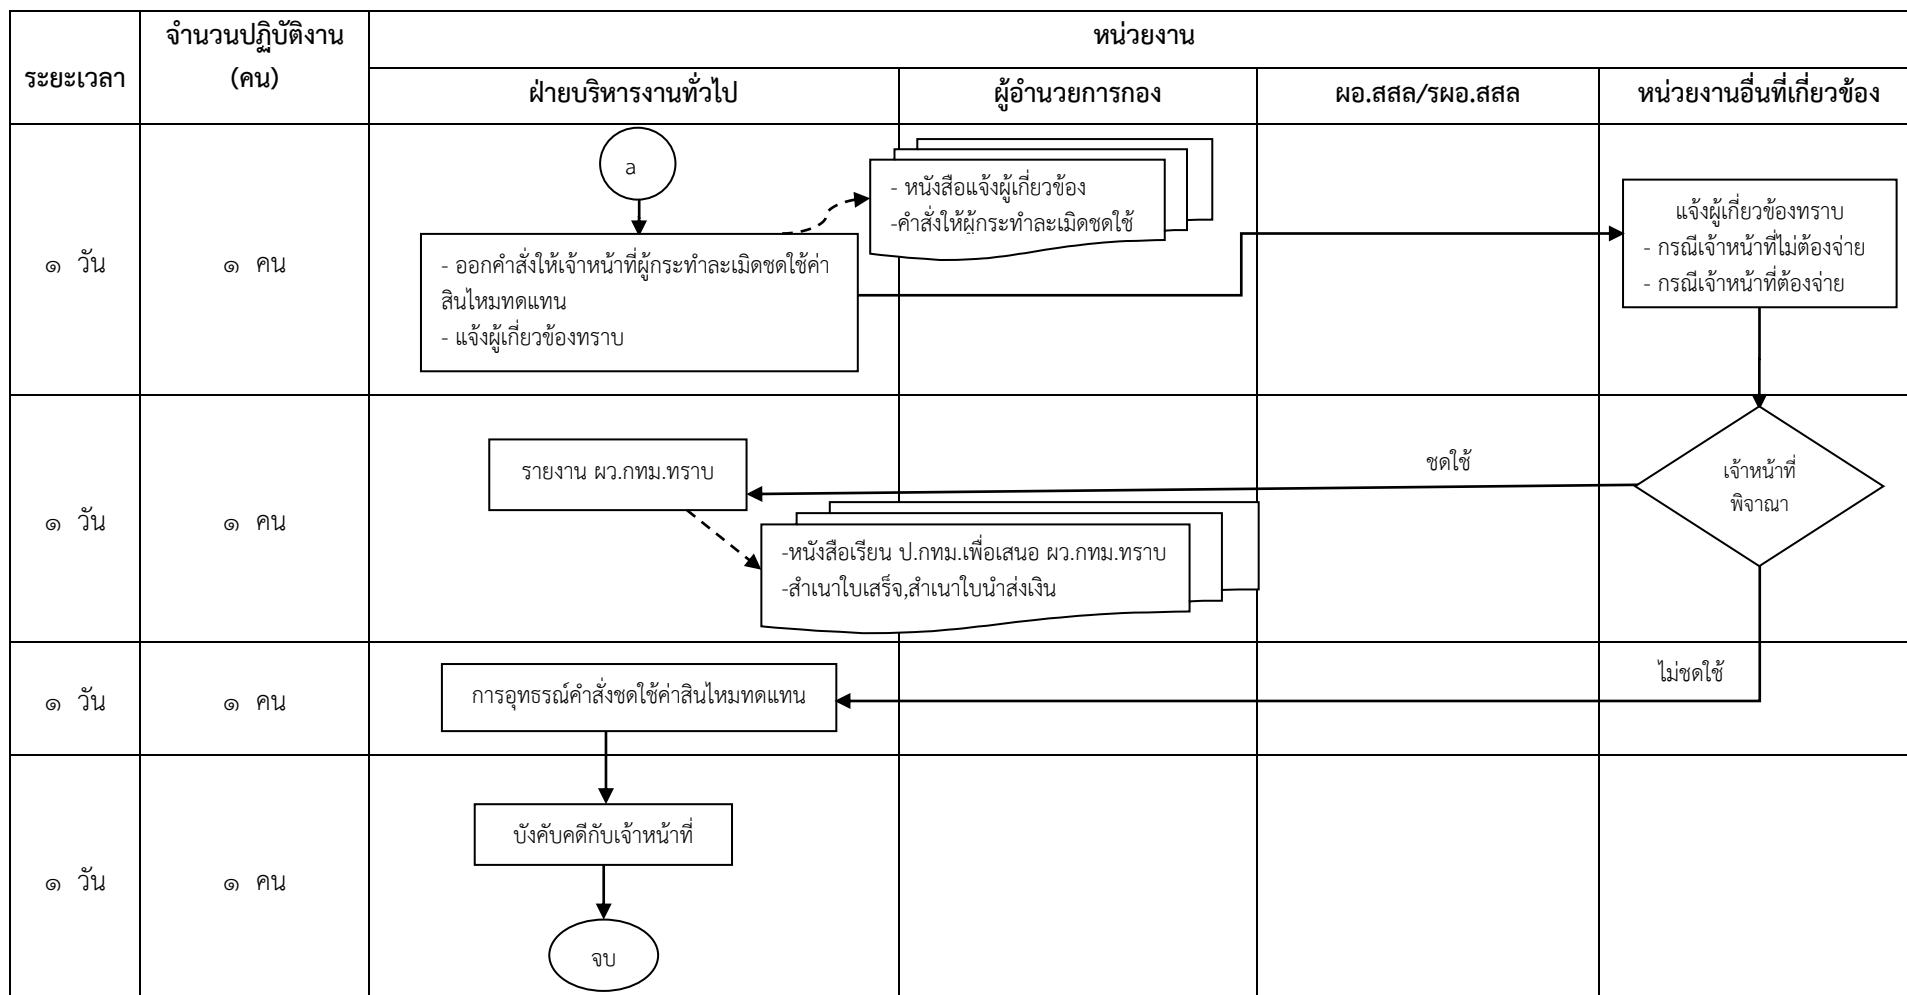 ระยะเวลา
จำนวนปฏิบัติงาน
(คน)
หน่วยงาน
ฝ่ายบริหารงานทั่วไป
ผู้อำนวยการกอง
ผอ.สสล/รผอ.สสล
หน่วยงานอื่นที่เกี่ยวข้อง
๑ วัน
๑ คน
a
- หนังสือแจ้งผู้เกี่ยวข้อง
-คำสั่งให้ผู้กระทำละเมิดชดใช้
- ออกคำสั่งให้เจ้าหน้าที่ผู้กระทำละเมิดชดใช้ค่า
สินไหมทดแทน
- แจ้งผู้เกี่ยวข้องทราบ
แจ้งผู้เกี่ยวข้องทราบ
- กรณีเจ้าหน้าที่ไม่ต้องจ่าย
- กรณีเจ้าหน้าที่ต้องจ่าย
๑ วัน
๑ คน
รายงาน ผว.กทม.ทราบ
ชดใช้
เจ้าหน้าที่
พิจาณา
-หนังสือเรียน ป.กทม.เพื่อเสนอ ผว.กทม.ทราบ
-สำเนาใบเสร็จ,สำเนาใบนำส่งเงิน
๑ วัน
๑ คน
การอุทธรณ์คำสั่งชดใช้ค่าสินไหมทดแทน
ไม่ชดใช้
๑ วัน
๑ คน
บังคับคดีกับเจ้าหน้าที่
จบ